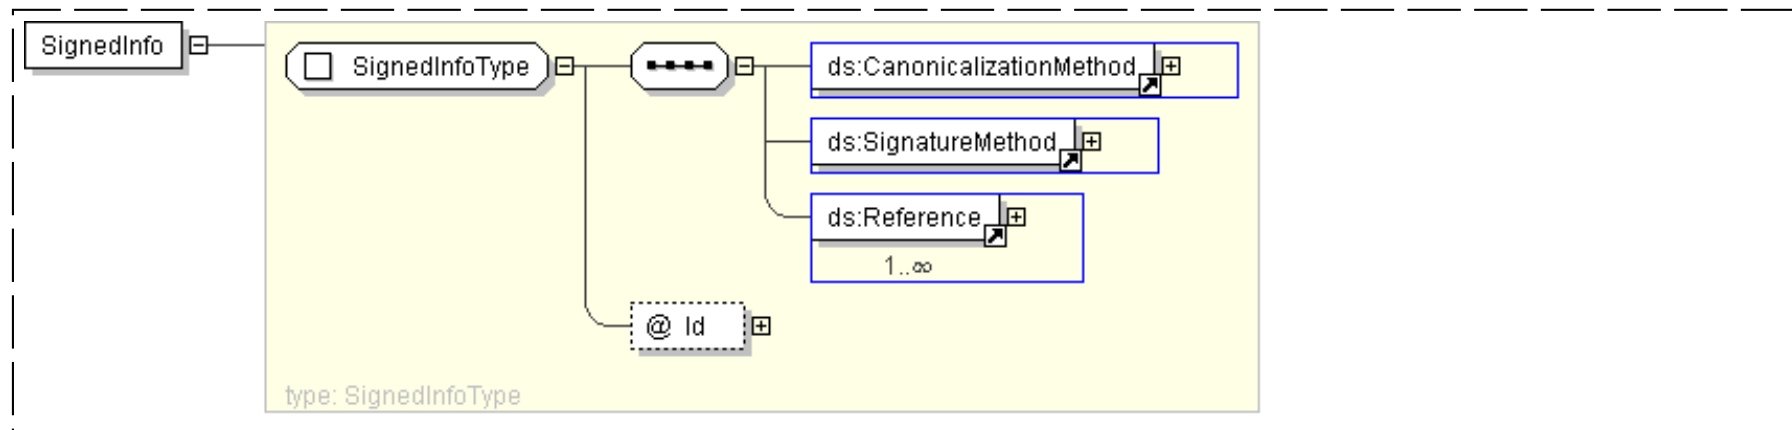 SignedInfo
SignedInfoType
ds:CanonicalizationMethod
ds:SignatureMethod
ds:Reference
1..∞
@ Id
type: SignedInfoType